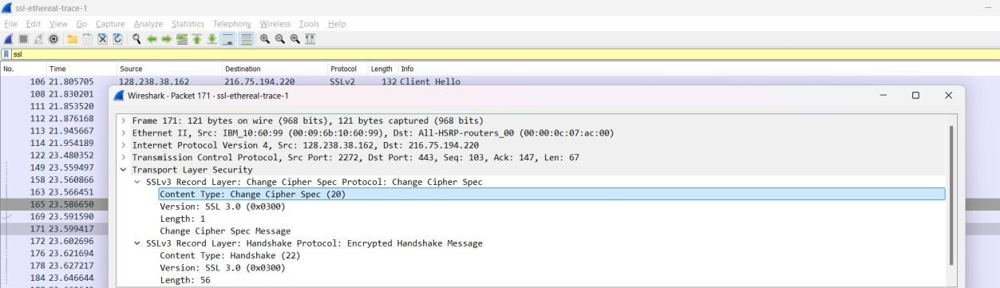 ssl-ethereal-trace-1
File Edit View Go Capture Analyze Statistics Telephony Wireless Tools Help
ssl
No. Time Source Destination Protocol Length Info
106 21.805705 128.238.38.162 216.75.194.220 SSLv2 132 Client Hello
108 21.830201
Wireshark · Packet 171 · ssl-ethereal-trace-1
111 21.853520
112 21.876168
Frame 171: 121 bytes on wire (968 bits), 121 bytes captured (968 bits)
113 21.945667
Ethernet II, Src: IBM_10:60:99 (00:09:6b:10:60:99), Dst: All-HSRP-routers_00 (00:00:0c:07:ac:00)
114 21.954189
Internet Protocol Version 4, Src: 128.238.38.162, Dst: 216.75.194.220
122 23.480352
Transmission Control Protocol, Src Port: 2272, Dst Port: 443, Seq: 103, Ack: 147, Len: 67
149 23.559497
Transport Layer Security
158 23.560866
SSLv3 Record Layer: Change Cipher Spec Protocol: Change Cipher Spec
163 23.566451
Content Type: Change Cipher Spec (20)
165 23.586650
Version: SSL 3.0 (0x0300)
169 23.591590
Length: 1
171 23.599417
Change Cipher Spec Message
172 23.602696
SSLv3 Record Layer: Handshake Protocol: Encrypted Handshake Message
176 23.621694
Content Type: Handshake (22)
178 23.627217
Version: SSL 3.0 (0x0300)
184 23.646644
Length: 56